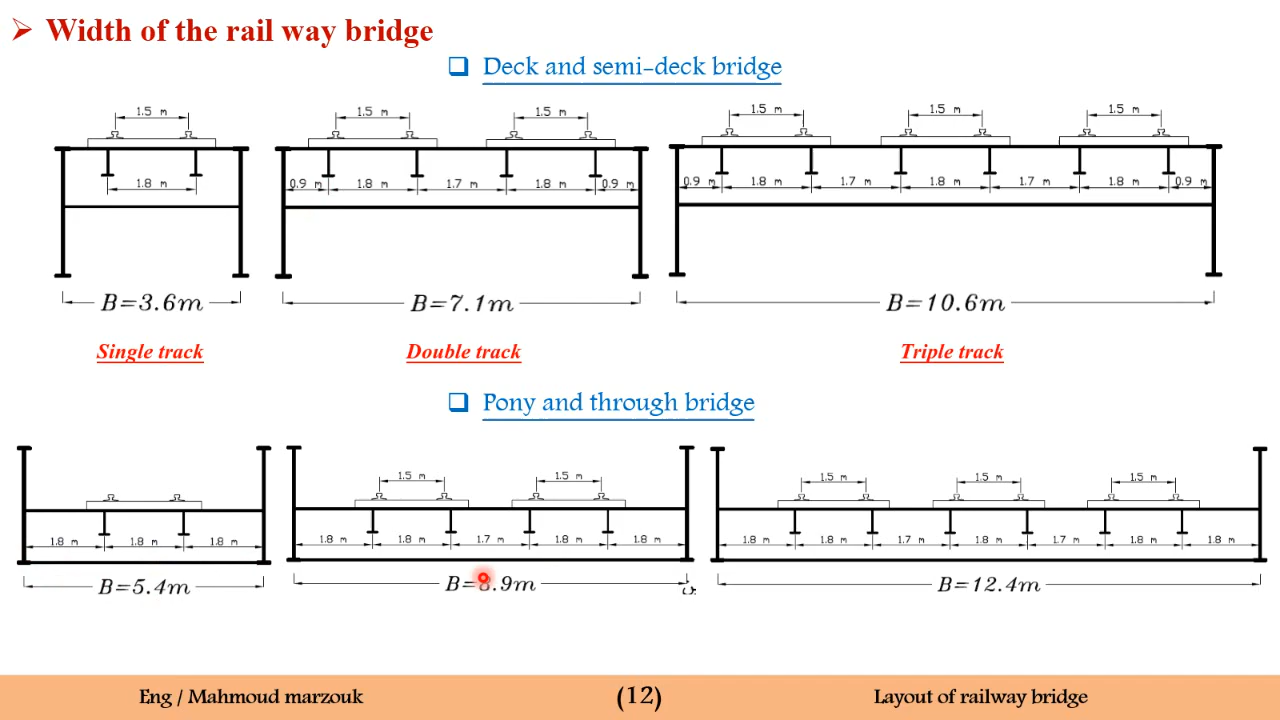 ➢ Width of the rail way bridge
❑ Deck and semi-deck bridge
1.5 m 1.5 m 1.5 m 1.5 m 1.5 m 1.5 m
1.8 m 0.9 m 1.8 m 1.7 m 1.8 m 0.9 m 0.9 m 1.8 m 1.7 m 1.8 m 1.7 m 1.8 m 0.9 m
B=3.6m B=7.1m B=10.6m
Single track Double track Triple track
❑ Pony and through bridge
1.5 m 1.5 m 1.5 m 1.5 m 1.5 m
1.8 m 1.8 m 1.8 m 1.8 m 1.8 m 1.7 m 1.8 m 1.8 m 1.8 m 1.8 m 1.7 m 1.8 m 1.7 m 1.8 m 1.8 m
B=5.4m B=8.9m B=12.4m
Eng / Mahmoud marzouk (12) Layout of railway bridge